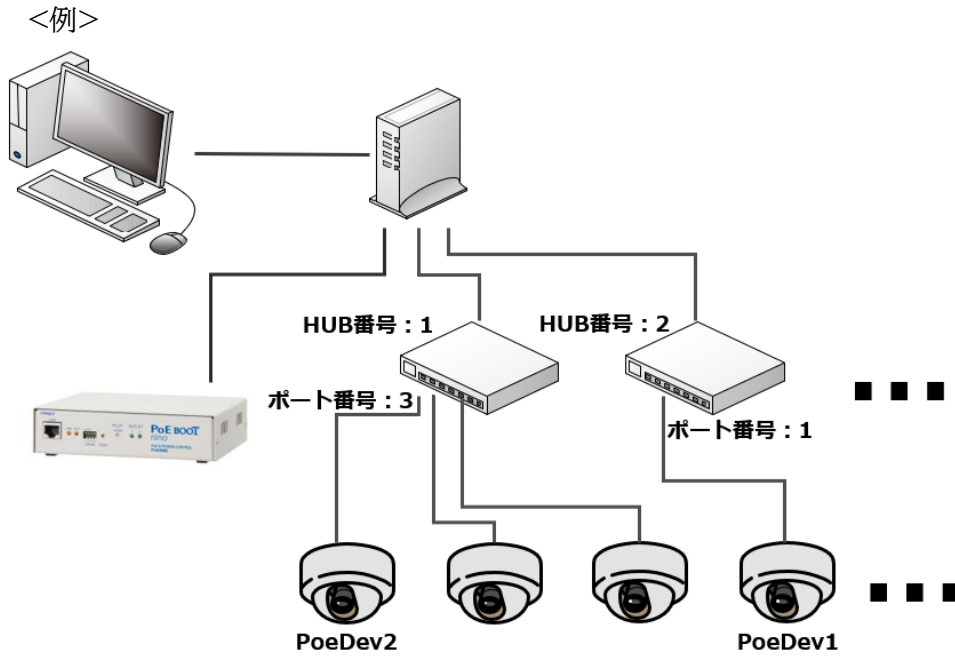 <例>
HUB番号：1
HUB番号：2
ポート番号：3
ポート番号：1
PoE BOOT
nino
PoeDev2
PoeDev1